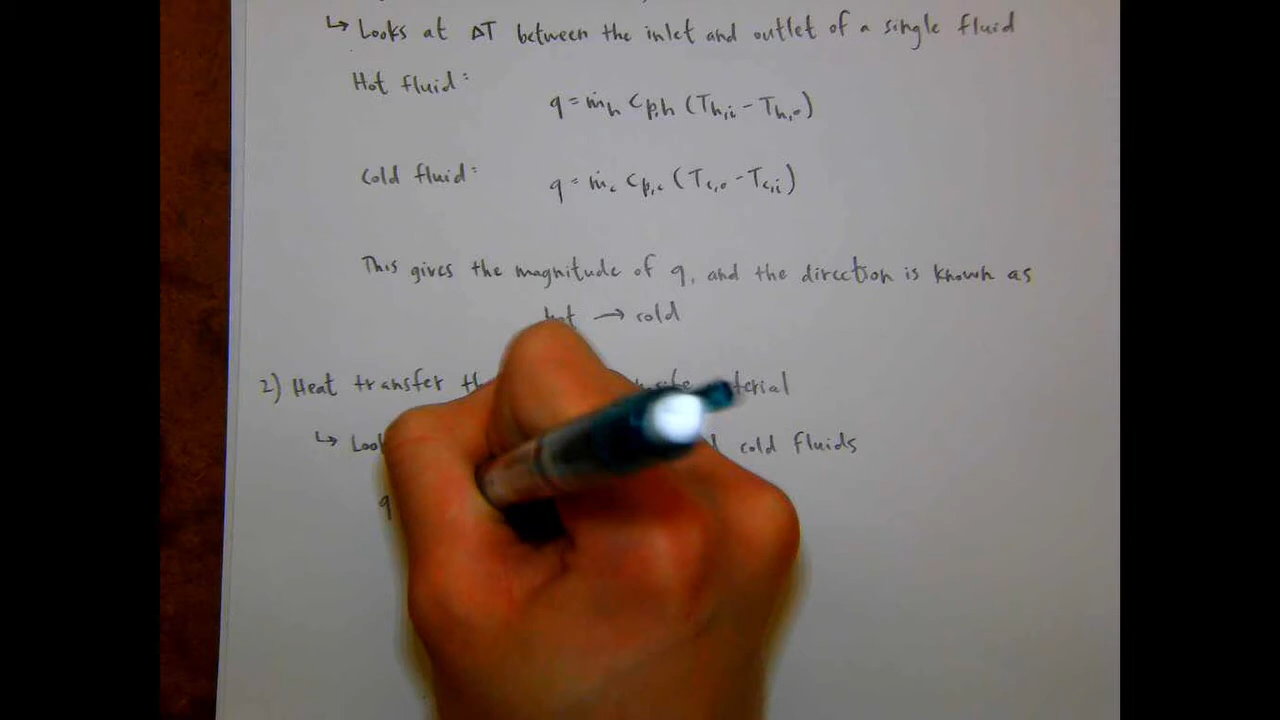 ↳ Looks at ΔT between the inlet and outlet of a single fluid
Hot fluid:
q = ṁₕ Cp,h (Th,i - Th,o)
Cold fluid:
q = ṁc Cp,c (Tc,o - Tc,i)
This gives the magnitude of q, and the direction is known as
→ cold
2) Heat transfer
↳ cold fluids
q